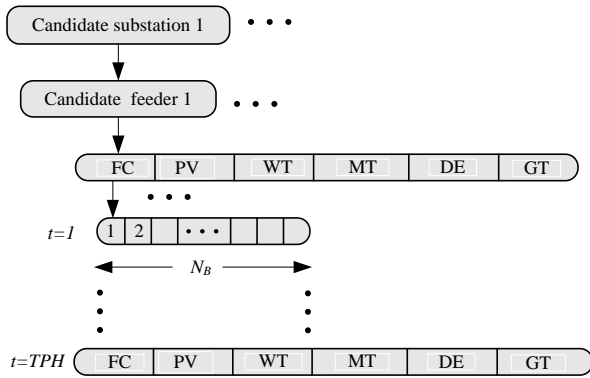 Candidate substation 1 • • •
Candidate feeder 1 • • •
FC PV WT MT DE GT
• • •
t=1 1 2 • • •
N_B
t=TPH FC PV WT MT DE GT